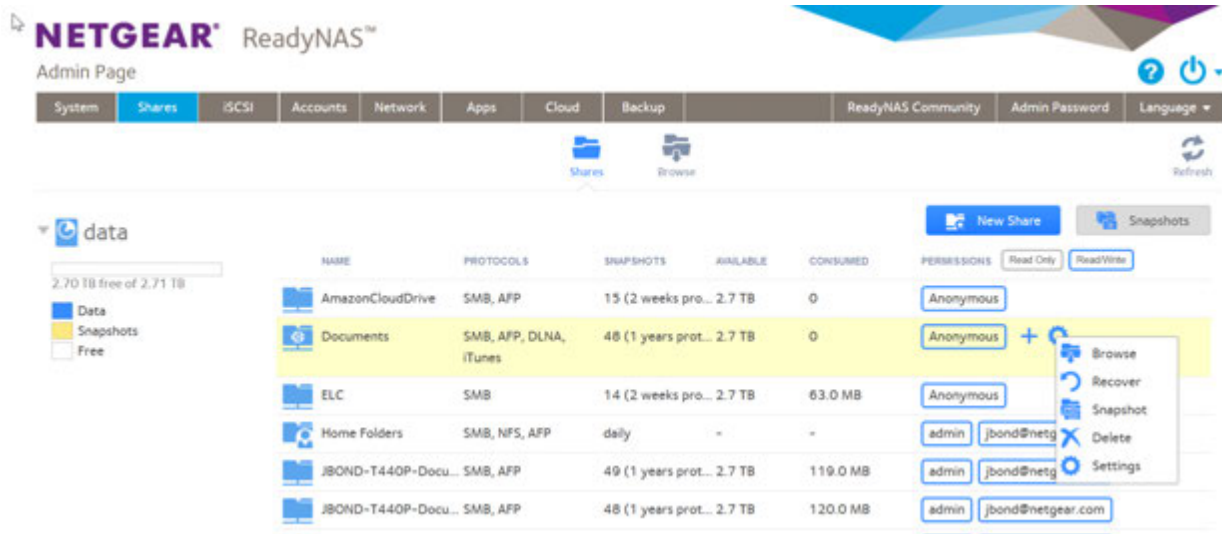 NETGEAR® ReadyNAS™
Admin Page
System Shares iSCSI Accounts Network Apps Cloud Backup ReadyNAS Community Admin Password Language
Shares Browse Refresh
data New Share Snapshots
NAME PROTOCOLS SNAPSHOTS AVAILABLE CONSUMED PERMISSIONS Read Only Read/Write
2.70 TB free of 2.71 TB
Data
Snapshots
Free
AmazonCloudDrive SMB, AFP 15 (2 weeks pro... 2.7 TB 0 Anonymous
Documents SMB, AFP, DLNA, 48 (1 years prot... 2.7 TB 0 Anonymous
iTunes
Browse
Recover
Snapshot
Delete
Settings
ELC SMB 14 (2 weeks pro... 2.7 TB 63.0 MB Anonymous
Home Folders SMB, NFS, AFP daily - - admin jbond@netg
JBOND-T440P-Docu... SMB, AFP 49 (1 years prot... 2.7 TB 119.0 MB admin jbond@netg
JBOND-T440P-Docu... SMB, AFP 48 (1 years prot... 2.7 TB 120.0 MB admin jbond@netgear.com